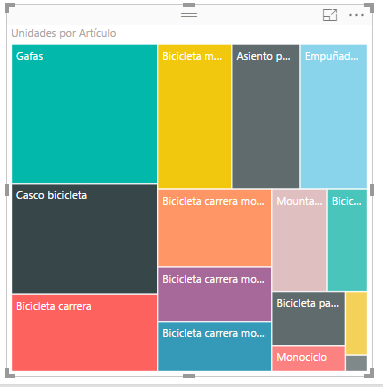 Unidades por Artículo
Gafas
Bicicleta m...
Asiento p...
Empuñad...
Casco bicicleta
Bicicleta carrera mo...
Mounta...
Bicic...
Bicicleta carrera mo...
Bicicleta carrera
Bicicleta pa...
Bicicleta carrera mo...
Monociclo